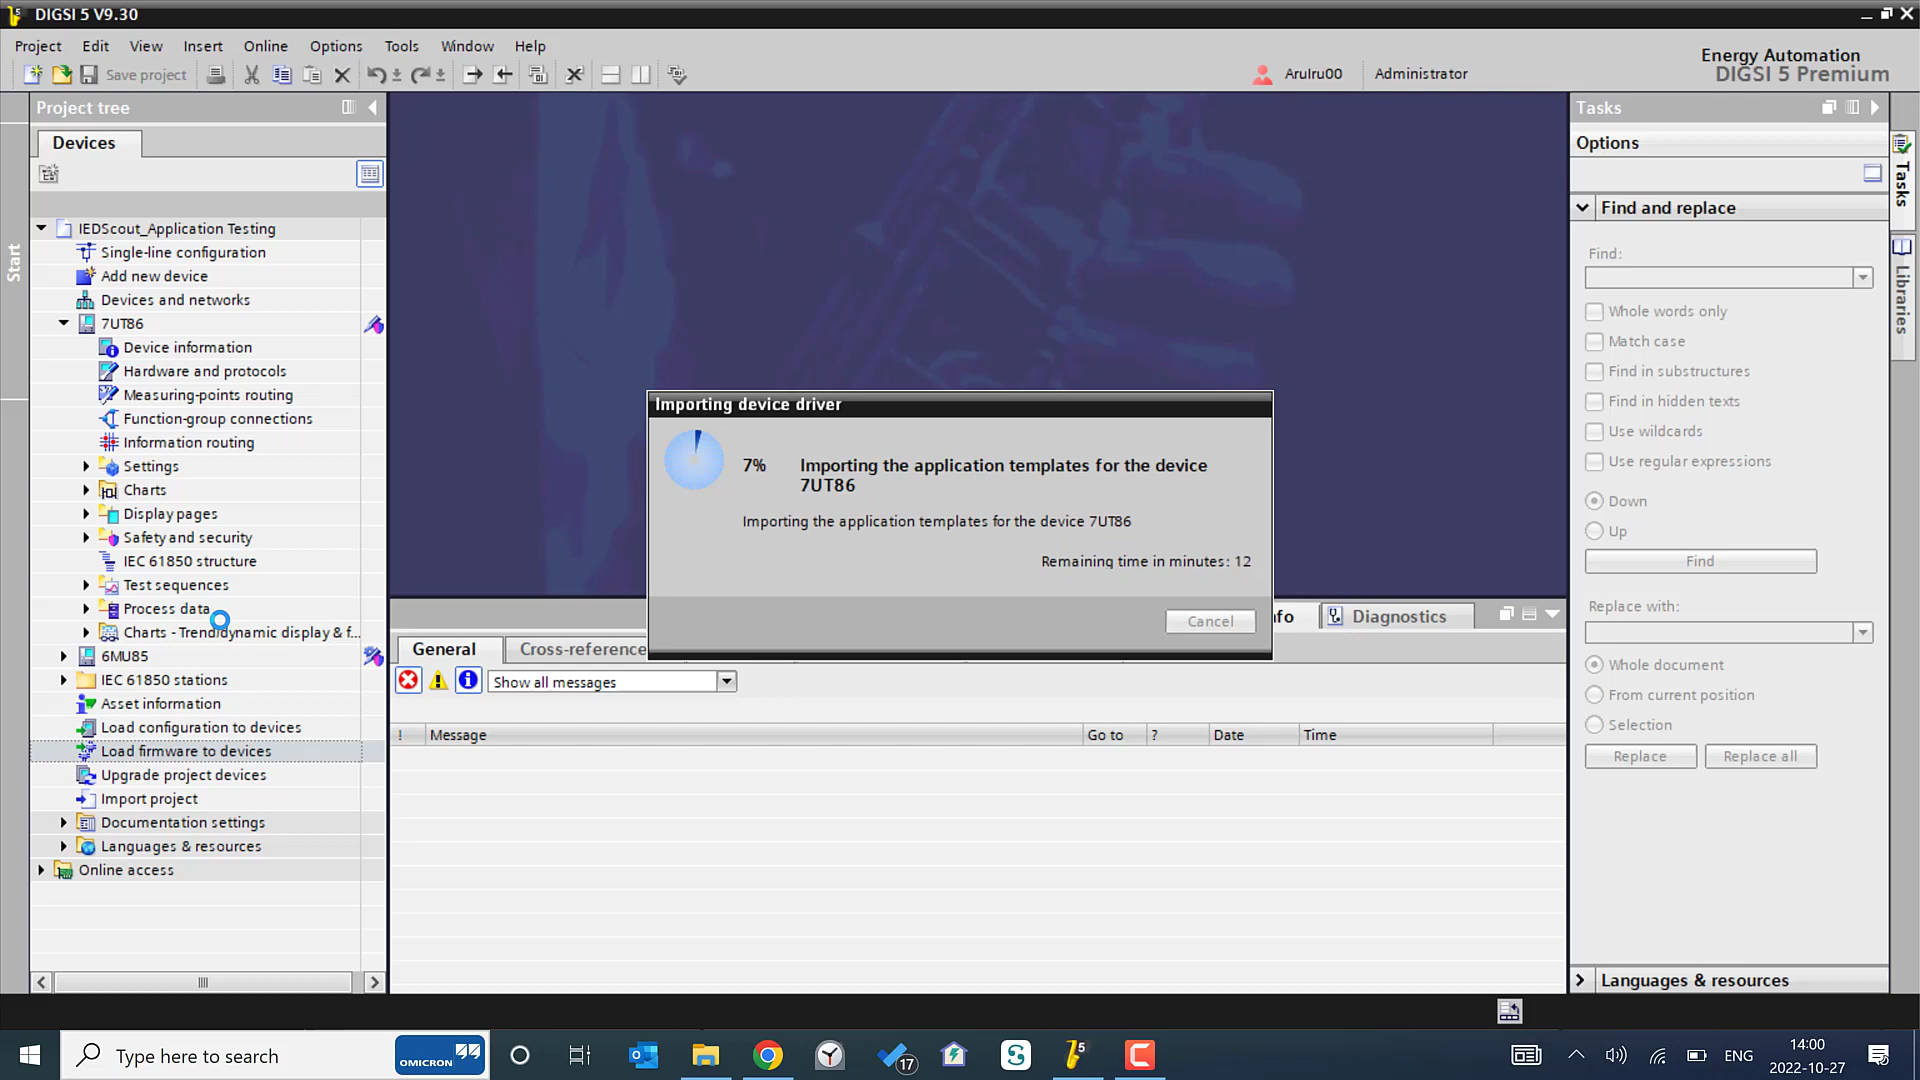 DIGSI 5 V9.30
Project Edit View Insert Online Options Tools Window Help
Save project
AruIru00 Administrator
Energy Automation
DIGSI 5 Premium
Start
Project tree
Devices
IEDScout_Application Testing
Single-line configuration
Add new device
Devices and networks
7UT86
Device information
Hardware and protocols
Measuring-points routing
Function-group connections
Information routing
Settings
Charts
Display pages
Safety and security
IEC 61850 structure
Test sequences
Process data
Charts - Trend/dynamic display & f...
6MU85
IEC 61850 stations
Asset information
Load configuration to devices
Load firmware to devices
Upgrade project devices
Import project
Documentation settings
Languages & resources
Online access
Importing device driver
7%
Importing the application templates for the device
7UT86
Importing the application templates for the device 7UT86
Remaining time in minutes: 12
Cancel
nfo
Diagnostics
General
Cross-reference
Show all messages
! Message Go to ? Date Time
Tasks
Options
Find and replace
Find:
Whole words only
Match case
Find in substructures
Find in hidden texts
Use wildcards
Use regular expressions
Down
Up
Find
Replace with:
Whole document
From current position
Selection
Replace Replace all
Languages & resources
Tasks
Libraries
Type here to search
OMICRON
17
S
5
ENG
14:00
2022-10-27